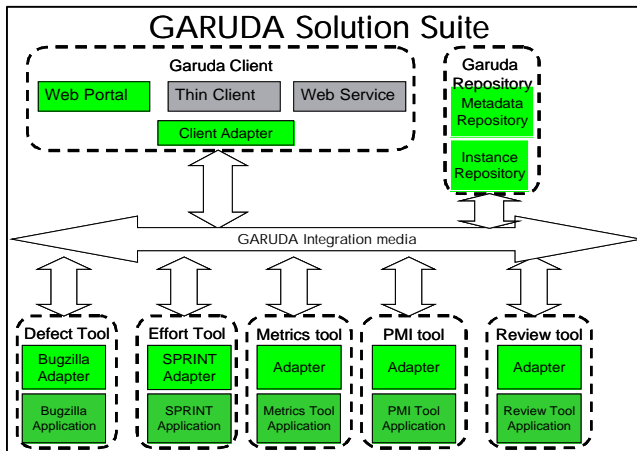 GARUDA Solution Suite
Garuda Client
Web Portal
Thin Client
Web Service
Client Adapter
Garuda
Repository
Metadata
Repository
Instance
Repository
GARUDA Integration media
Defect Tool
Bugzilla
Adapter
Bugzilla
Application
Effort Tool
SPRINT
Adapter
SPRINT
Application
Metrics tool
Adapter
Metrics Tool
Application
PMI tool
Adapter
PMI Tool
Application
Review tool
Adapter
Review Tool
Application